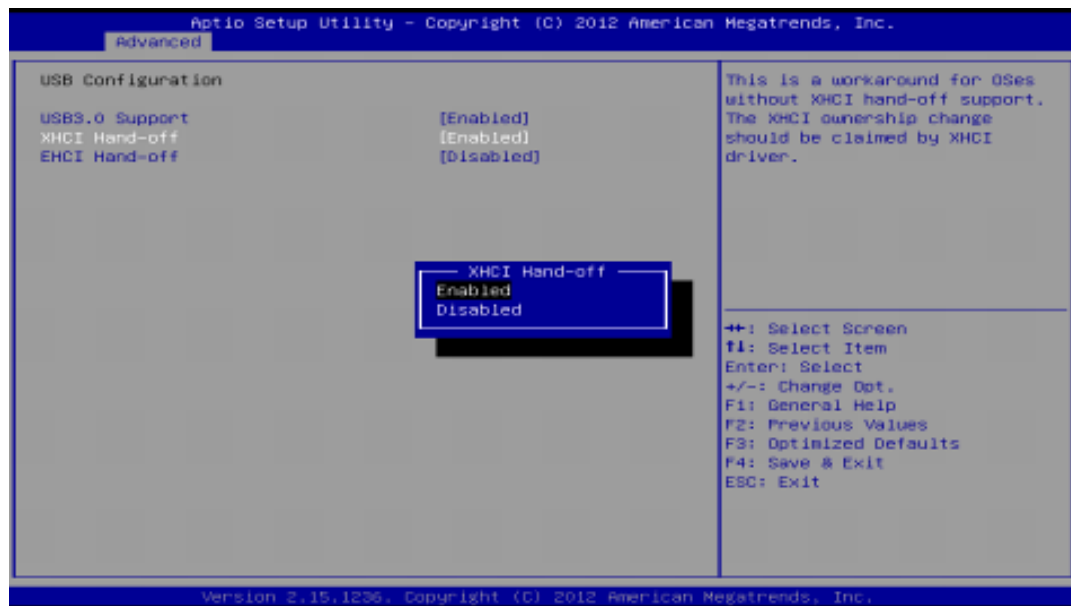 Aptio Setup Utility - Copyright (C) 2012 American Megatrends, Inc.
Advanced
USB Configuration
USB3.0 Support [Enabled]
XHCI Hand-off [Enabled]
EHCI Hand-off [Disabled]
This is a workaround for OSes
without XHCI hand-off support.
The XHCI ownership change
should be claimed by XHCI
driver.
XHCI Hand-off
Enabled
Disabled
→←: Select Screen
↑↓: Select Item
Enter: Select
+/-: Change Opt.
F1: General Help
F2: Previous Values
F3: Optimized Defaults
F4: Save & Exit
ESC: Exit
Version 2.15.1236. Copyright (C) 2012 American Megatrends, Inc.